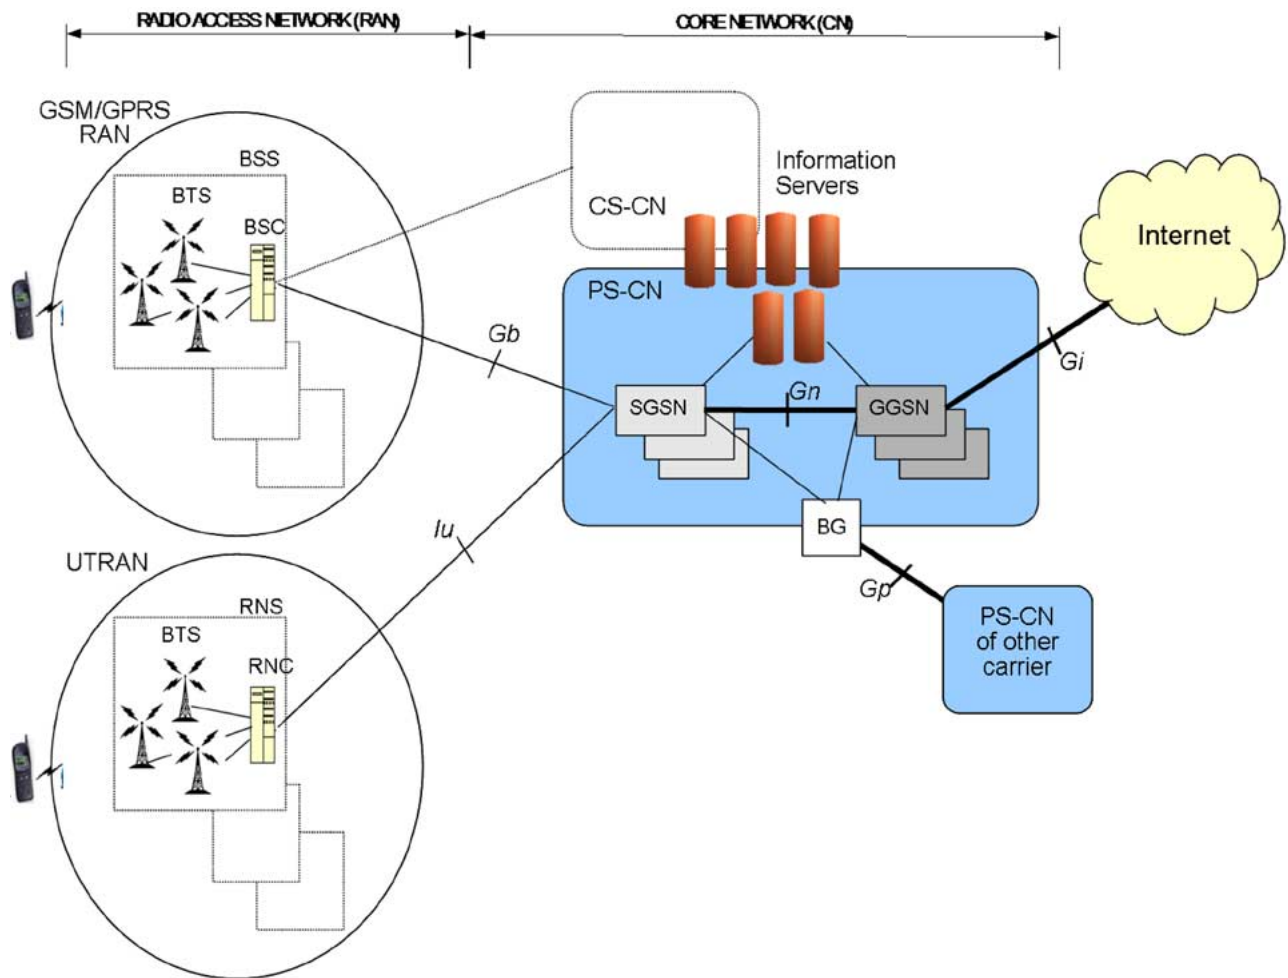 RADIO ACCESS NETWORK (RAN)
CORE NETWORK (CN)
GSM/GPRS
RAN
BSS
BTS
BSC
CS-CN
Information
Servers
Internet
PS-CN
Gb
Gi
SGSN
Gn
GGSN
BG
Iu
Gp
UTRAN
RNS
BTS
RNC
PS-CN
of other
carrier